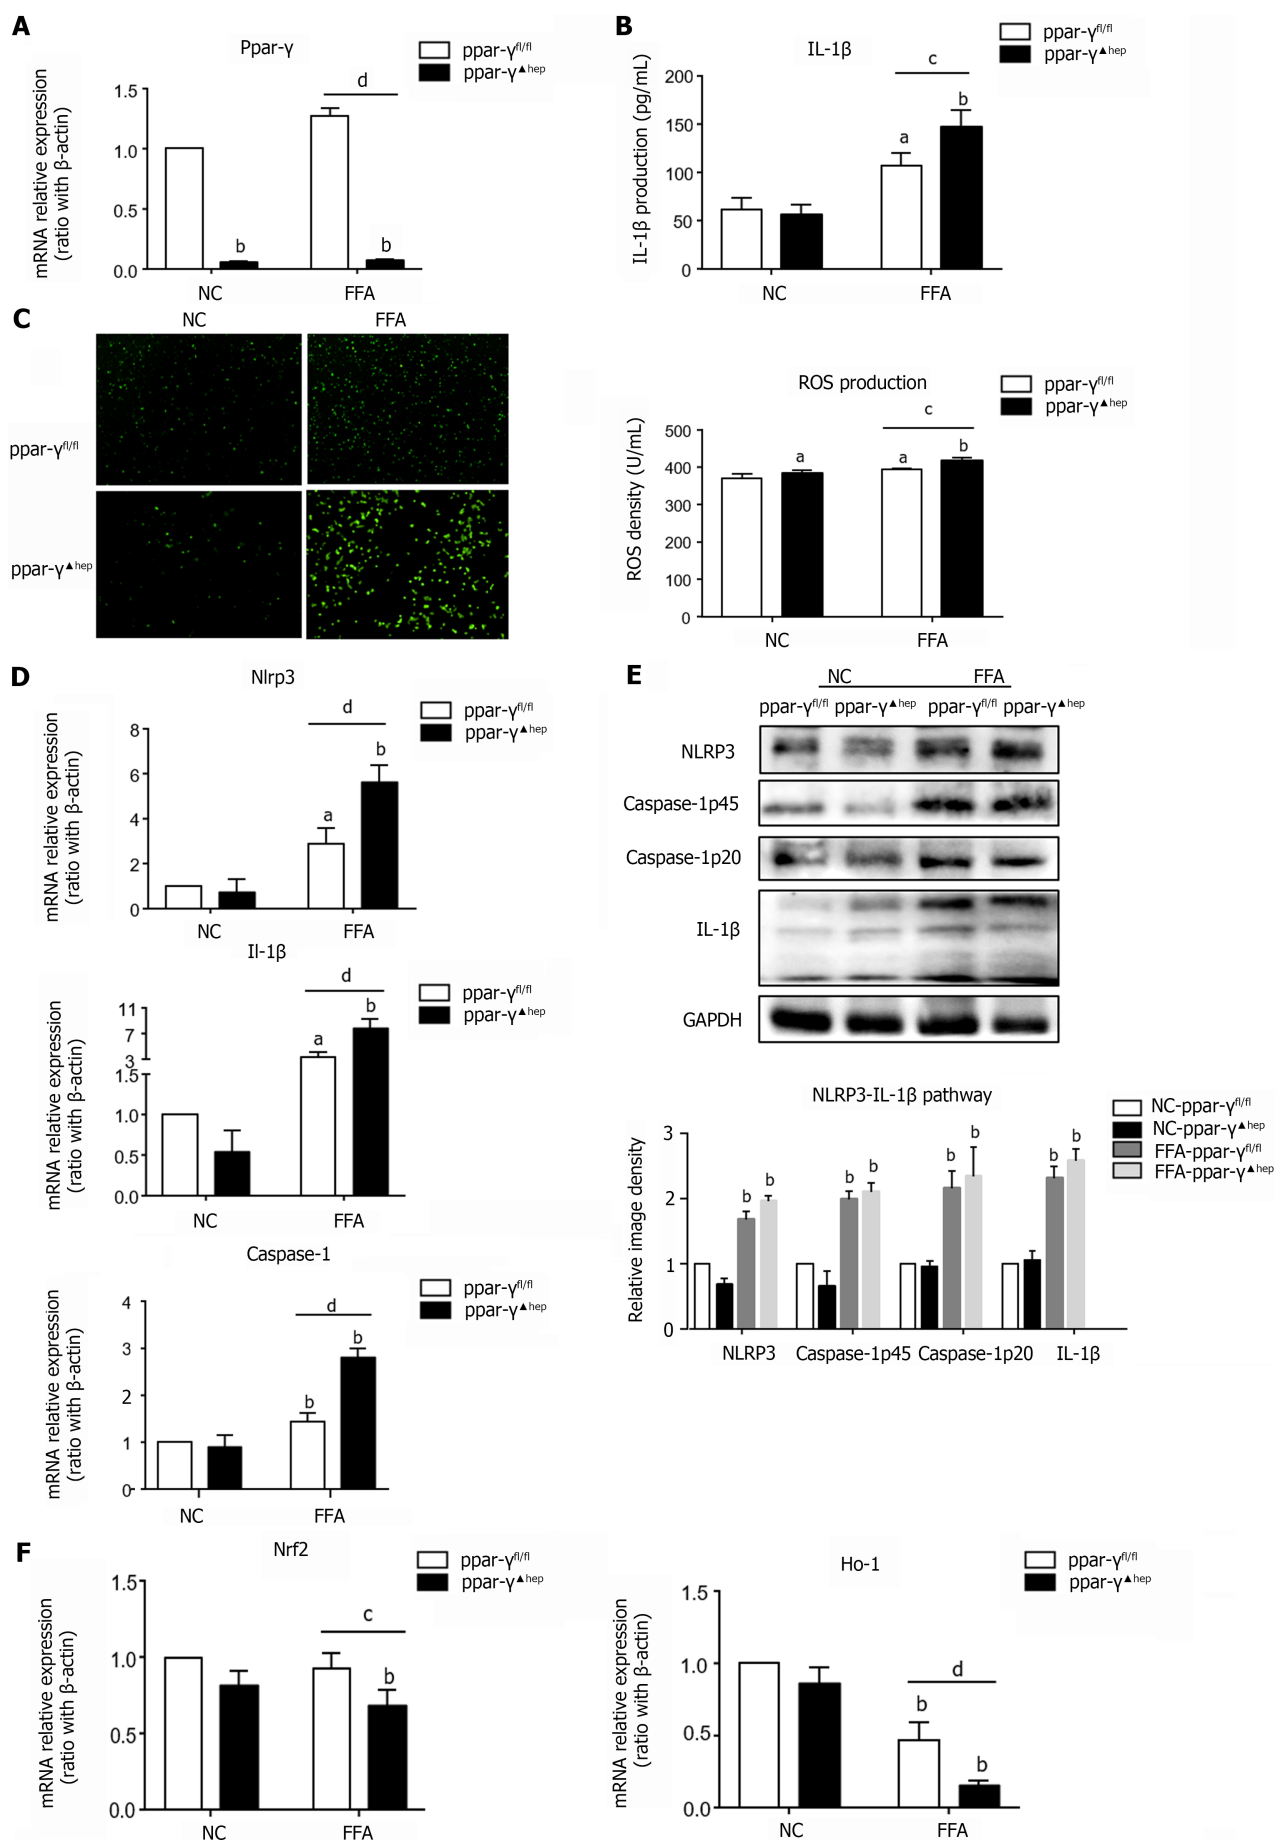 A
Ppar-γ
ppar-γfl/fl
ppar-γ▲hep
mRNA relative expression
(ratio with β-actin)
1.5
1.0
0.5
0.0
d
b
b
NC
FFA
B
IL-1β
ppar-γfl/fl
ppar-γ▲hep
IL-1β production (pg/mL)
200
150
100
50
0
c
a
b
NC
FFA
C
NC
FFA
ppar-γfl/fl
ppar-γ▲hep
ROS production
ppar-γfl/fl
ppar-γ▲hep
ROS density (U/mL)
500
400
300
200
100
0
c
a
a
b
NC
FFA
D
Nlrp3
ppar-γfl/fl
ppar-γ▲hep
mRNA relative expression
(ratio with β-actin)
8
6
4
2
0
d
a
b
NC
FFA
Il-1β
ppar-γfl/fl
ppar-γ▲hep
mRNA relative expression
(ratio with β-actin)
11
7
3
1.5
1.0
0.5
0.0
d
a
b
NC
FFA
Caspase-1
ppar-γfl/fl
ppar-γ▲hep
mRNA relative expression
(ratio with β-actin)
4
3
2
1
0
d
b
b
NC
FFA
E
NC
FFA
ppar-γfl/fl ppar-γ▲hep ppar-γfl/fl ppar-γ▲hep
NLRP3
Caspase-1p45
Caspase-1p20
IL-1β
GAPDH
NLRP3-IL-1β pathway
NC-ppar-γfl/fl
NC-ppar-γ▲hep
FFA-ppar-γfl/fl
FFA-ppar-γ▲hep
Relative image density
3
2
1
0
b b b b b b b b
NLRP3 Caspase-1p45 Caspase-1p20 IL-1β
F
Nrf2
ppar-γfl/fl
ppar-γ▲hep
mRNA relative expression
(ratio with β-actin)
1.5
1.0
0.5
0.0
c
b
NC
FFA
Ho-1
ppar-γfl/fl
ppar-γ▲hep
mRNA relative expression
(ratio with β-actin)
1.5
1.0
0.5
0.0
d
b
b
NC
FFA